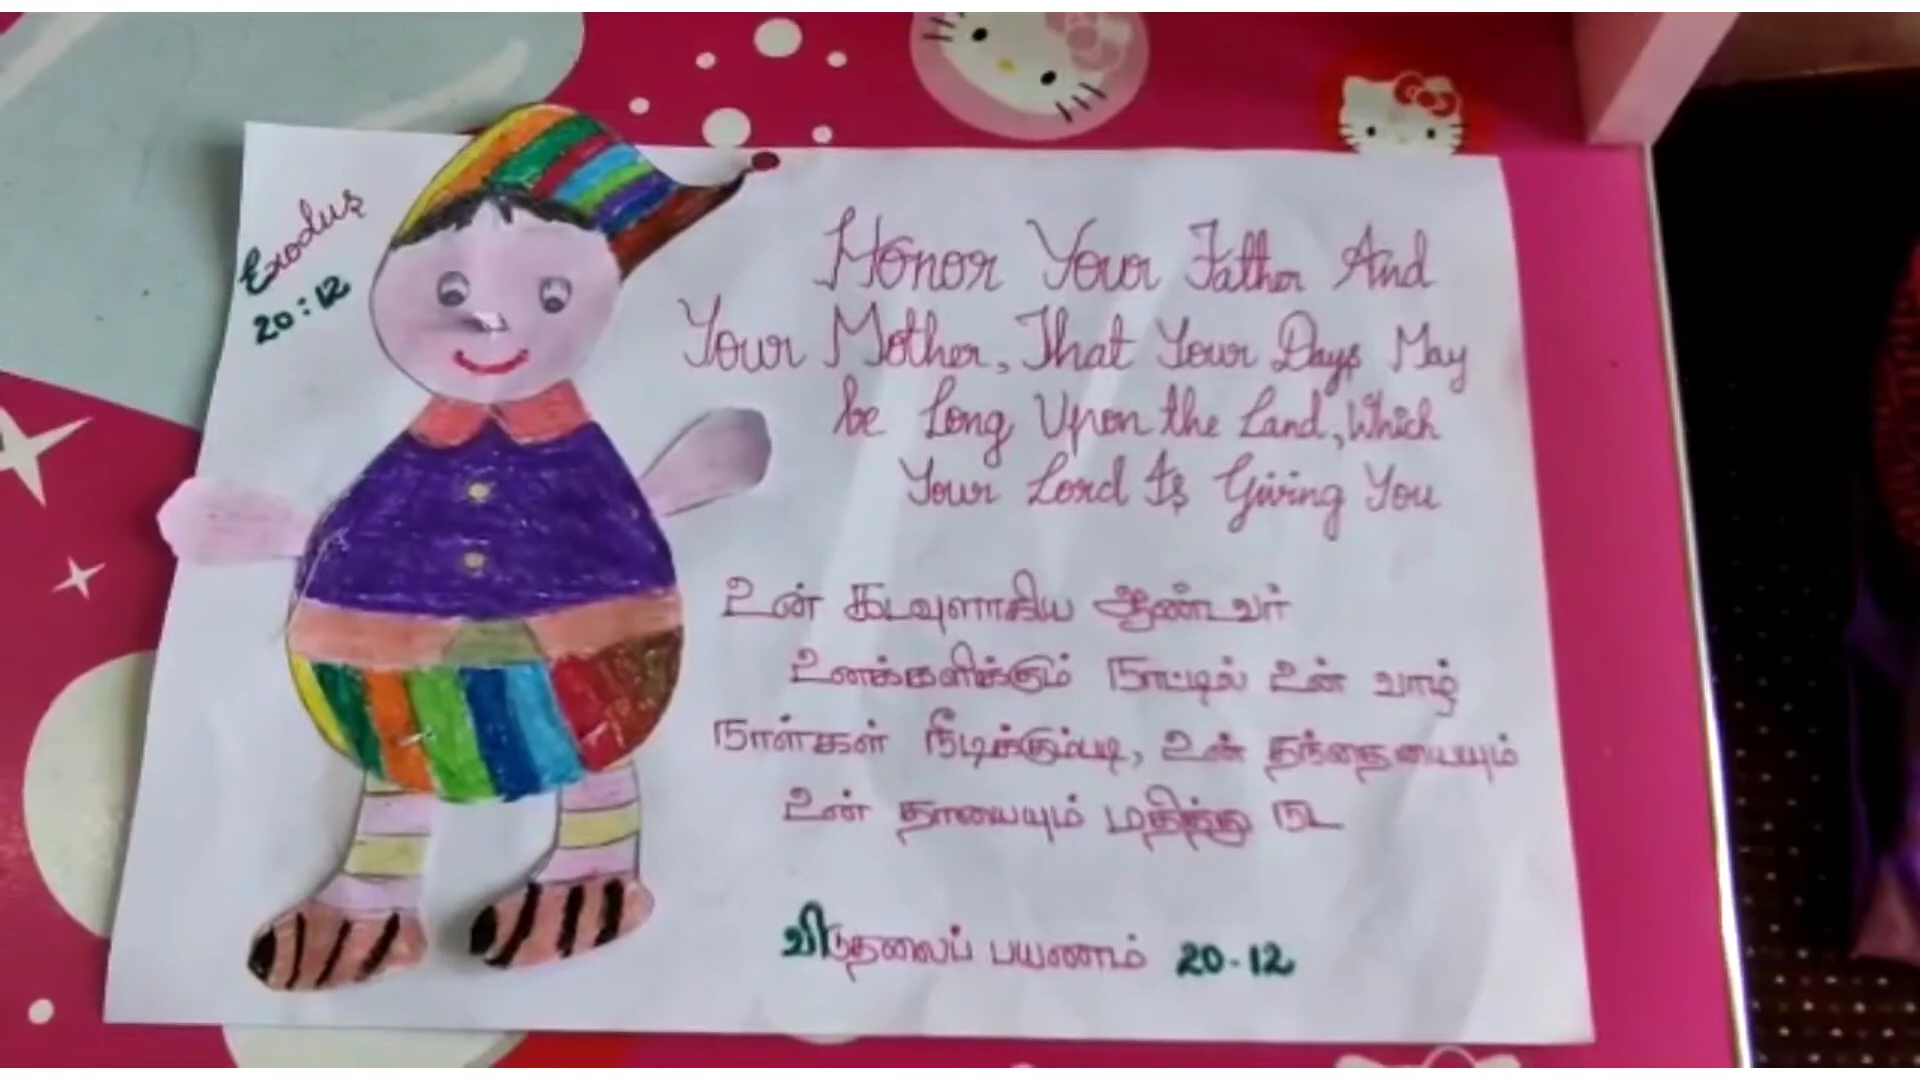 Exodus
20:12
Honor Your Father And
Your Mother, That Your Days May
be Long Upon the Land, Which
Your Lord Is Giving You
உன் கடவுளாகிய ஆண்டவர்
உனக்களிக்கும் நாட்டில் உன் வாழ்
நாள்கள் நீடிக்கும்படி, உன் தந்தையையும்
உன் தாயையும் மதித்து நட
விடுதலைப் பயணம் 20-12